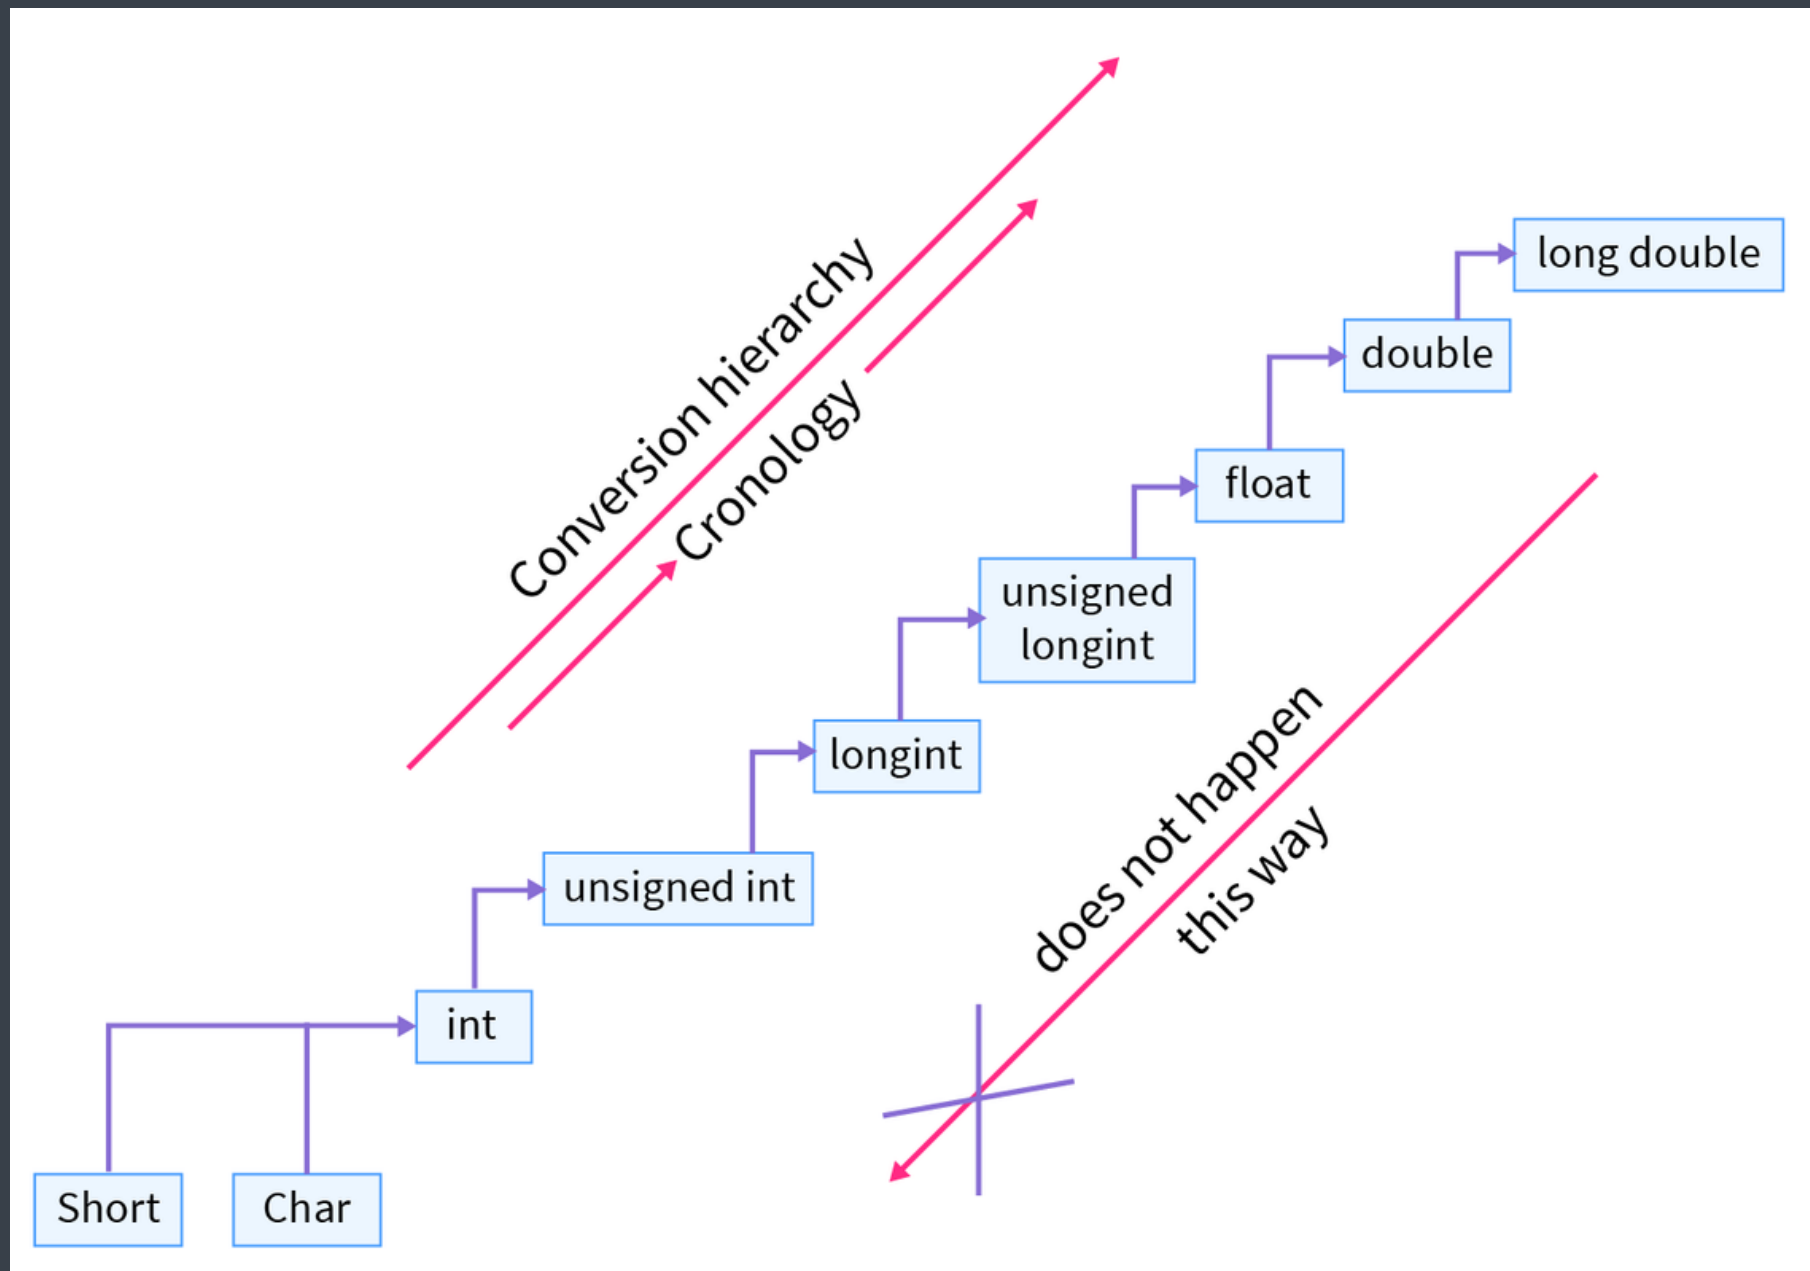 Conversion hierarchy
Cronology
long double
double
float
unsigned
longint
longint
unsigned int
int
Short
Char
does not happen
this way